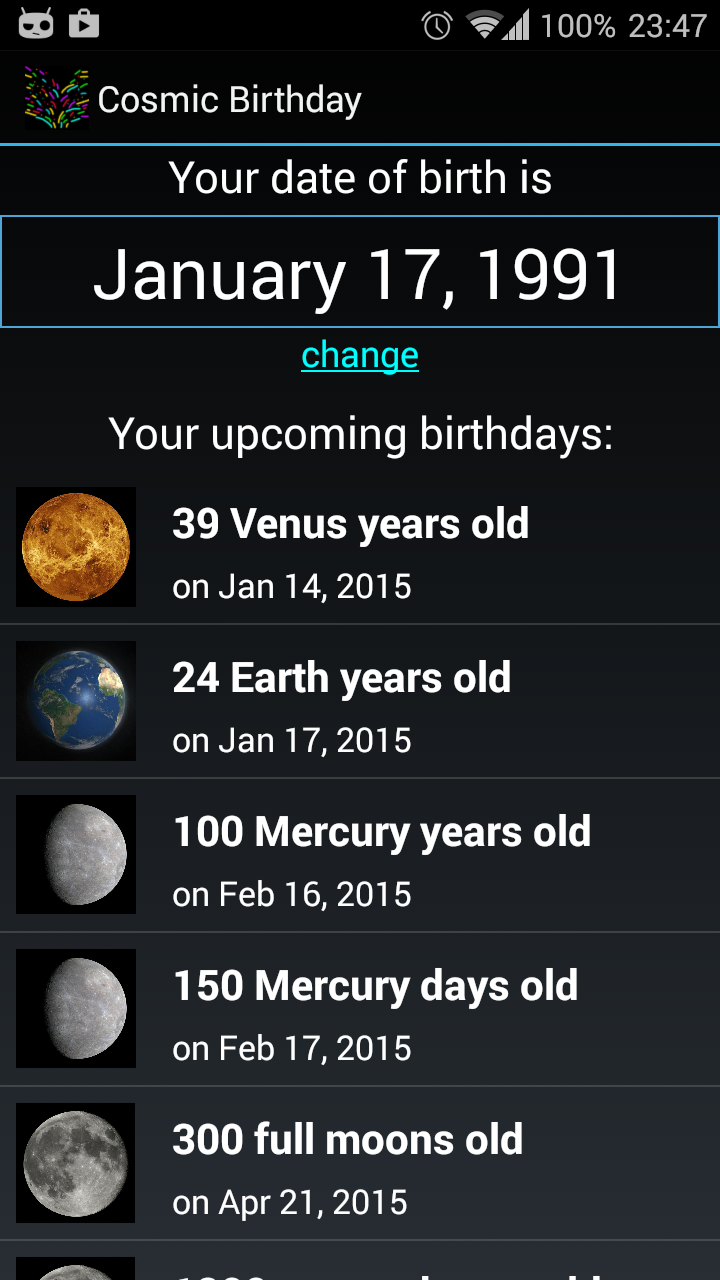 100% 23:47
Cosmic Birthday
Your date of birth is
January 17, 1991
change
Your upcoming birthdays:
39 Venus years old
on Jan 14, 2015
24 Earth years old
on Jan 17, 2015
100 Mercury years old
on Feb 16, 2015
150 Mercury days old
on Feb 17, 2015
300 full moons old
on Apr 21, 2015